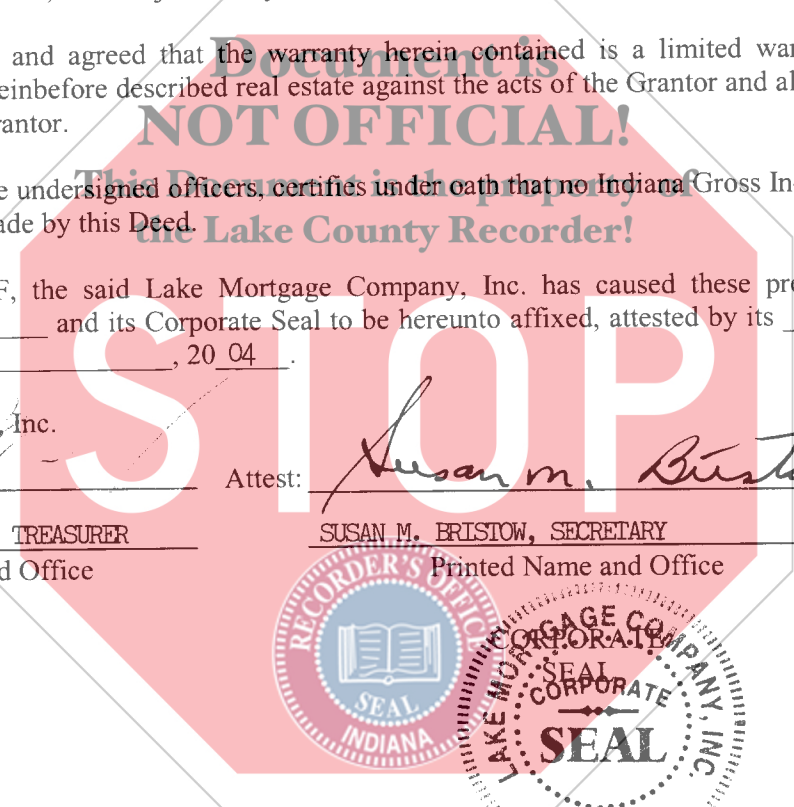 and agreed that the warranty herein contained is a limited war
einbefore described real estate against the acts of the Grantor and al
rantor.
Document is
NOT OFFICIAL!
This Document is the property of
the Lake County Recorder!
e undersigned officers, certifies under oath that no Indiana Gross In
ade by this Deed.
F, the said Lake Mortgage Company, Inc. has caused these pre
and its Corporate Seal to be hereunto affixed, attested by its
, 20 04 .
STOP
, Inc.
Attest: Susan M. Bristo
TREASURER
SUSAN M. BRISTOW, SECRETARY
d Office
Printed Name and Office
RECORDER'S OFFICE
SEAL
INDIANA
CORPORATE
SEAL
LAKE MORTGAGE COMPANY, INC.
CORPORATE
SEAL